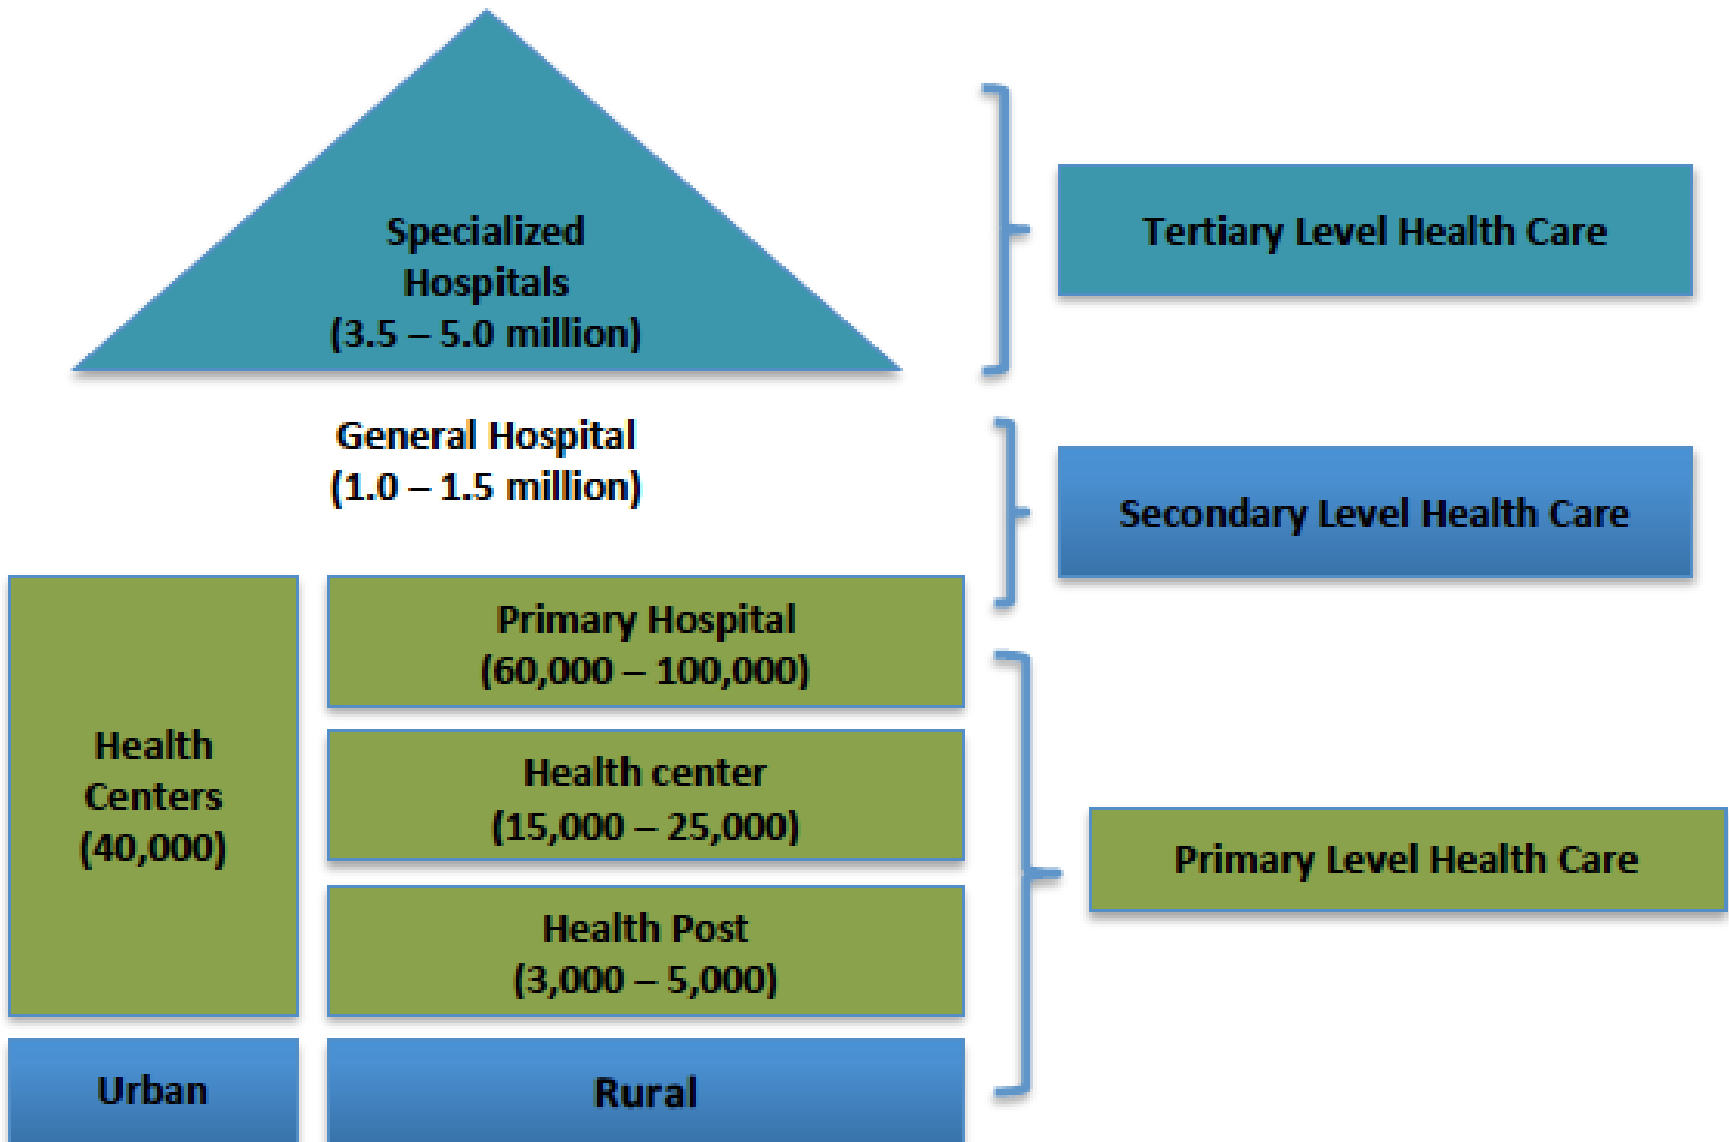 Specialized
Hospitals
(3.5 – 5.0 million)
Tertiary Level Health Care
General Hospital
(1.0 – 1.5 million)
Secondary Level Health Care
Health
Centers
(40,000)
Primary Hospital
(60,000 – 100,000)
Health center
(15,000 – 25,000)
Health Post
(3,000 – 5,000)
Primary Level Health Care
Urban
Rural